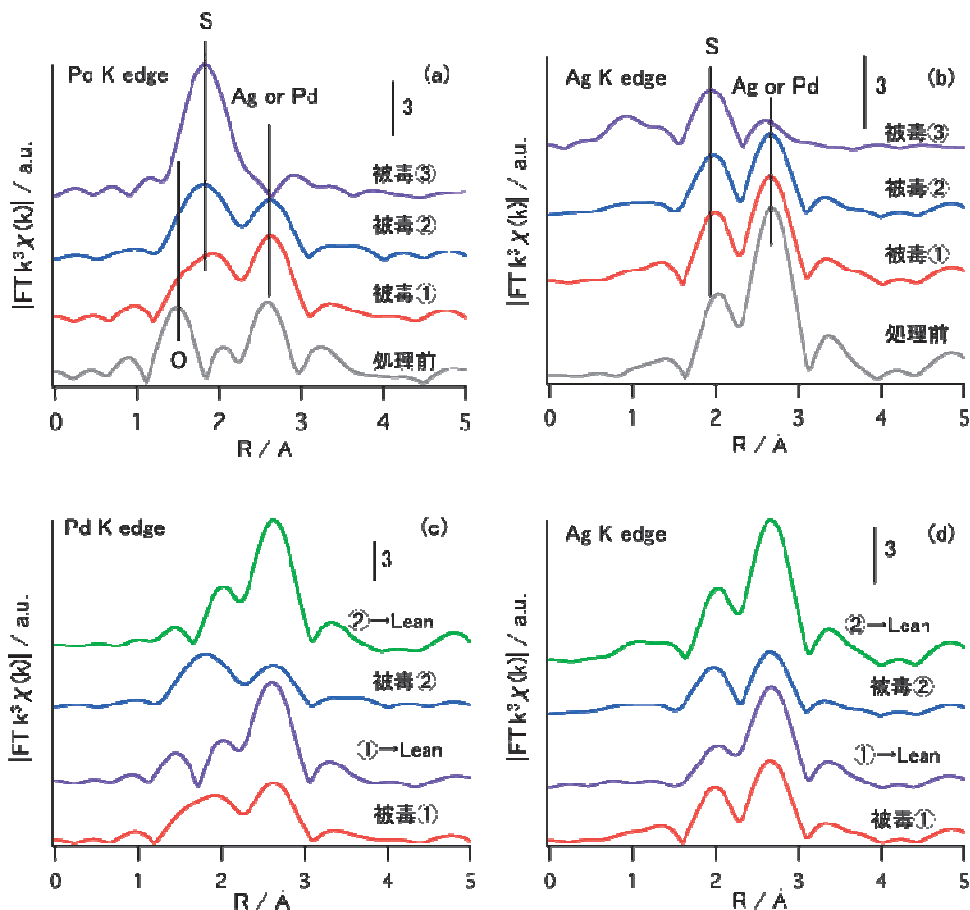 S
Pd K edge
(a)
Ag or Pd
3
被毒③
被毒②
被毒①
処理前
O
|FT k³ χ(k)| / a.u.
0 1 2 3 4 5
R / Å
S
Ag K edge
(b)
Ag or Pd
3
被毒③
被毒②
被毒①
処理前
|FT k³ χ(k)| / a.u.
0 1 2 3 4 5
R / Å
Pd K edge
(c)
3
②→Lean
被毒②
①→Lean
被毒①
|FT k³ χ(k)| / a.u.
0 1 2 3 4 5
R / Å
Ag K edge
(d)
3
②→Lean
被毒②
①→Lean
被毒①
|FT k³ χ(k)| / a.u.
0 1 2 3 4 5
R / Å